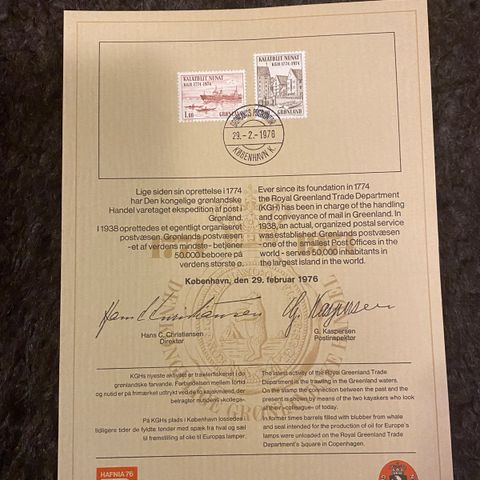 KALATDLIT NUNAT
KGH 1774-1974
GRØNLAND
KALATDLIT NUNAT
KGH 1774-1974
GRØNLAND
29.-2.-1976
KØBENHAVN K.
Lige siden sin oprettelse i 1774
har Den kongelige grønlandske
Handel varetaget ekspedition af post i
Grønland.
I 1938 oprettedes et egentligt organiseret
postvæsen. Grønlands postvæsen
-et af verdens mindste- betjener
50.000 beboere på
verdens største ø.
Ever since its foundation in 1774
the Royal Greenland Trade Department
(KGH) has been in charge of the handling
and conveyance of mail in Greenland. In
1938, an actual, organized postal service
was established. Grønlands postvæsen
-one of the smallest Post Offices in the
world - serves 50.000 inhabitants in
the largest island in the world.
København, den 29. februar 1976
Hans C. Christiansen
Direktør
G. Kaspersen
Postinspektør
KGHs nyeste aktivitet er trawlerfiskeriet i de
grønlandske farvande. Forbindelsen mellem fortid
og nutid er på frimærket udtrykt ved de to kajakmænd, der
betragter nutidens »kollega«.
På KGHs plads i København lossedes
tidligere tider de fyldte tønder med spæk fra hval og sæl
til fremstilling af olie til Europas lamper.
The latest activity of the Royal Greenland Trade
Department is the trawling in the Greenland waters.
On the stamp the connection between the past and the
present is shown by means of the two kayakers who look
at their »colleague« of today.
In former times barrels filled with blubber from whale
and seal intended for the production of oil for Europe's
lamps were unloaded on the Royal Greenland Trade
Department's Square in Copenhagen.
HAFNIA 76